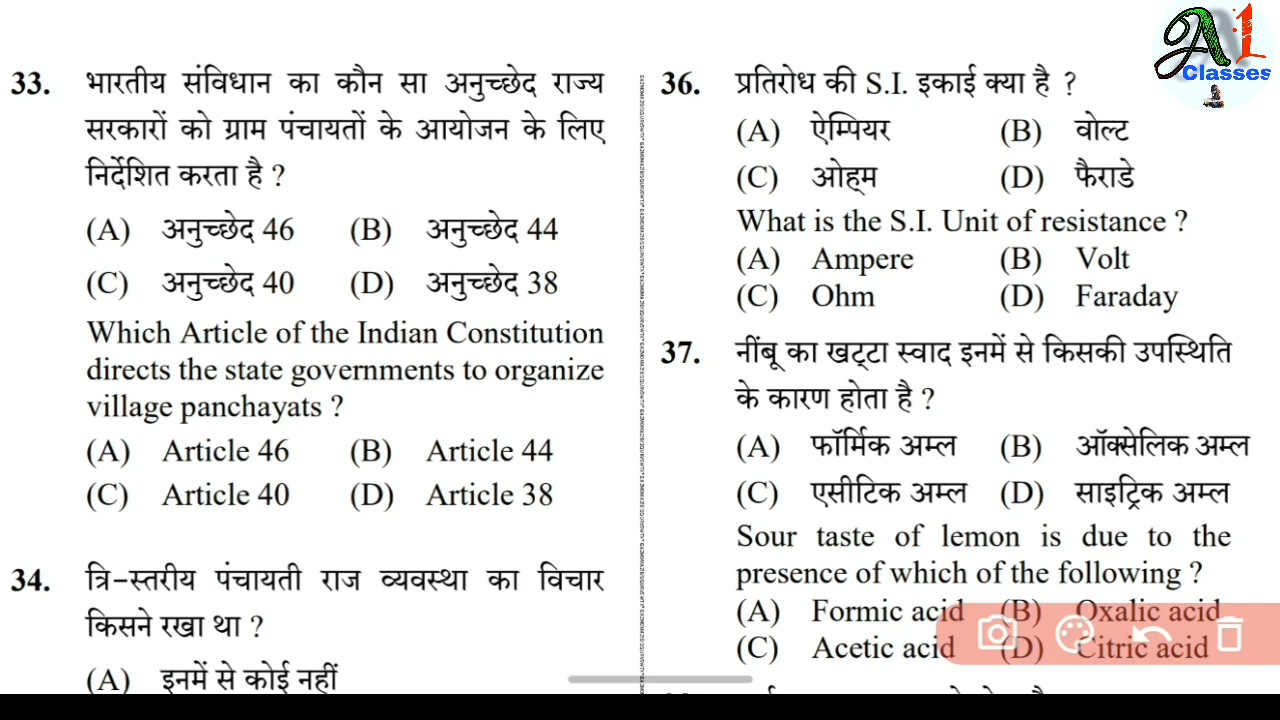 33. भारतीय संविधान का कौन सा अनुच्छेद राज्य
सरकारों को ग्राम पंचायतों के आयोजन के लिए
निर्देशित करता है ?
(A) अनुच्छेद 46 (B) अनुच्छेद 44
(C) अनुच्छेद 40 (D) अनुच्छेद 38
Which Article of the Indian Constitution
directs the state governments to organize
village panchayats ?
(A) Article 46 (B) Article 44
(C) Article 40 (D) Article 38
34. त्रि-स्तरीय पंचायती राज व्यवस्था का विचार
किसने रखा था ?
(A) इनमें से कोई नहीं
36. प्रतिरोध की S.I. इकाई क्या है ?
(A) ऐम्पियर (B) वोल्ट
(C) ओह्म (D) फैराडे
What is the S.I. Unit of resistance ?
(A) Ampere (B) Volt
(C) Ohm (D) Faraday
37. नींबू का खट्टा स्वाद इनमें से किसकी उपस्थिति
के कारण होता है ?
(A) फॉर्मिक अम्ल (B) ऑक्सेलिक अम्ल
(C) एसीटिक अम्ल (D) साइट्रिक अम्ल
Sour taste of lemon is due to the
presence of which of the following ?
(A) Formic acid (B) Oxalic acid
(C) Acetic acid (D) Citric acid
A1
Classes